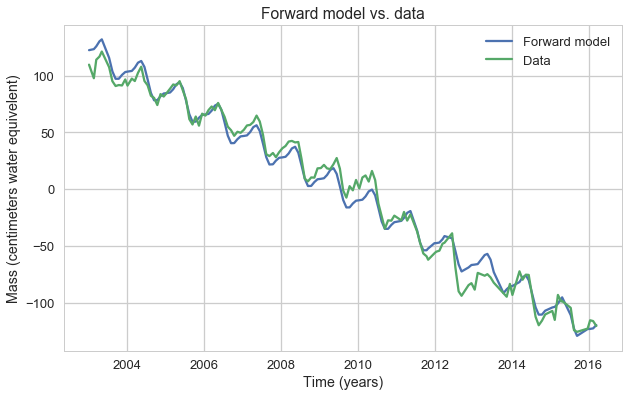 Forward model vs. data
Forward model
Data
Mass (centimeters water equivelent)
100
50
0
−50
−100
2004 2006 2008 2010 2012 2014 2016
Time (years)